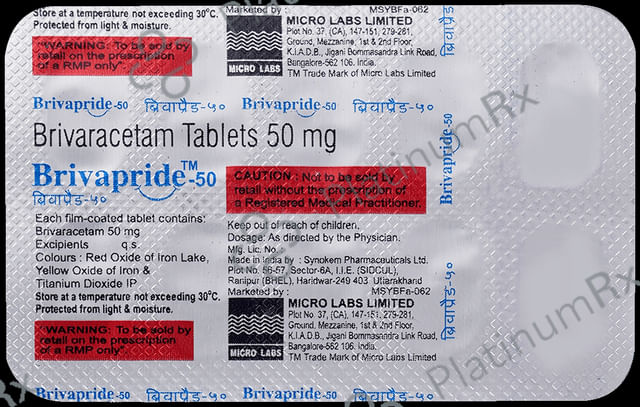 Store at a temperature not exceeding 30°C.
Protected from light & moisture.
"WARNING: To be sold by
retail on the prescription
of a RMP only".
Marketed by : MSYBFa-062
MICRO LABS LIMITED
Plot No. 37, (CA), 147-151, 279-281,
Ground, Mezzanine, 1st & 2nd Floor,
K.I.A.D.B., Jigani Bommasandra Link Road,
Bangalore-562 106. India.
TM Trade Mark of Micro Labs Limited
MICRO LABS
Brivapride-50 ब्रिवाप्रैड-५० Brivapride-50 ब्रिवाप्रैड-५०
Brivaracetam Tablets 50 mg
Brivapride™-50
ब्रिवाप्रैड-५०
CAUTION : Not to be sold by
retail without the prescription of
a Registered Medical Practitioner.
Each film-coated tablet contains:
Brivaracetam 50 mg
Excipients q.s.
Colours : Red Oxide of Iron Lake,
Yellow Oxide of Iron &
Titanium Dioxide IP
Store at a temperature not exceeding 30°C.
Protected from light & moisture.
"WARNING: To be sold by
retail on the prescription
of a RMP only".
Keep out of reach of children.
Dosage: As directed by the Physician.
Mfg. Lic. No.
Made in India by : Synokem Pharmaceuticals Ltd.
Plot No. 56-57, Sector-6A, I.I.E. (SIDCUL),
Ranipur (BHEL), Haridwar-249 403 Uttarakhand
Marketed by : MSYBFa-062
MICRO LABS LIMITED
Plot No. 37, (CA), 147-151, 279-281,
Ground, Mezzanine, 1st & 2nd Floor,
K.I.A.D.B., Jigani Bommasandra Link Road,
Bangalore-562 106. India.
TM Trade Mark of Micro Labs Limited
MICRO LABS
Brivapride-50 ब्रिवाप्रैड-५० Brivapride-50 ब्रिवाप्रैड-५०
ब्रिवाप्रैड-५०
Brivapride-50
ब्रिवाप्रैड-५०
PlatinumRx
PlatinumRx